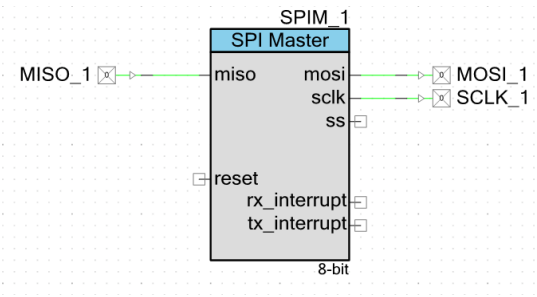 SPIM_1
SPI Master
MISO_1 miso mosi MOSI_1
sclk SCLK_1
ss
reset
rx_interrupt
tx_interrupt
8-bit